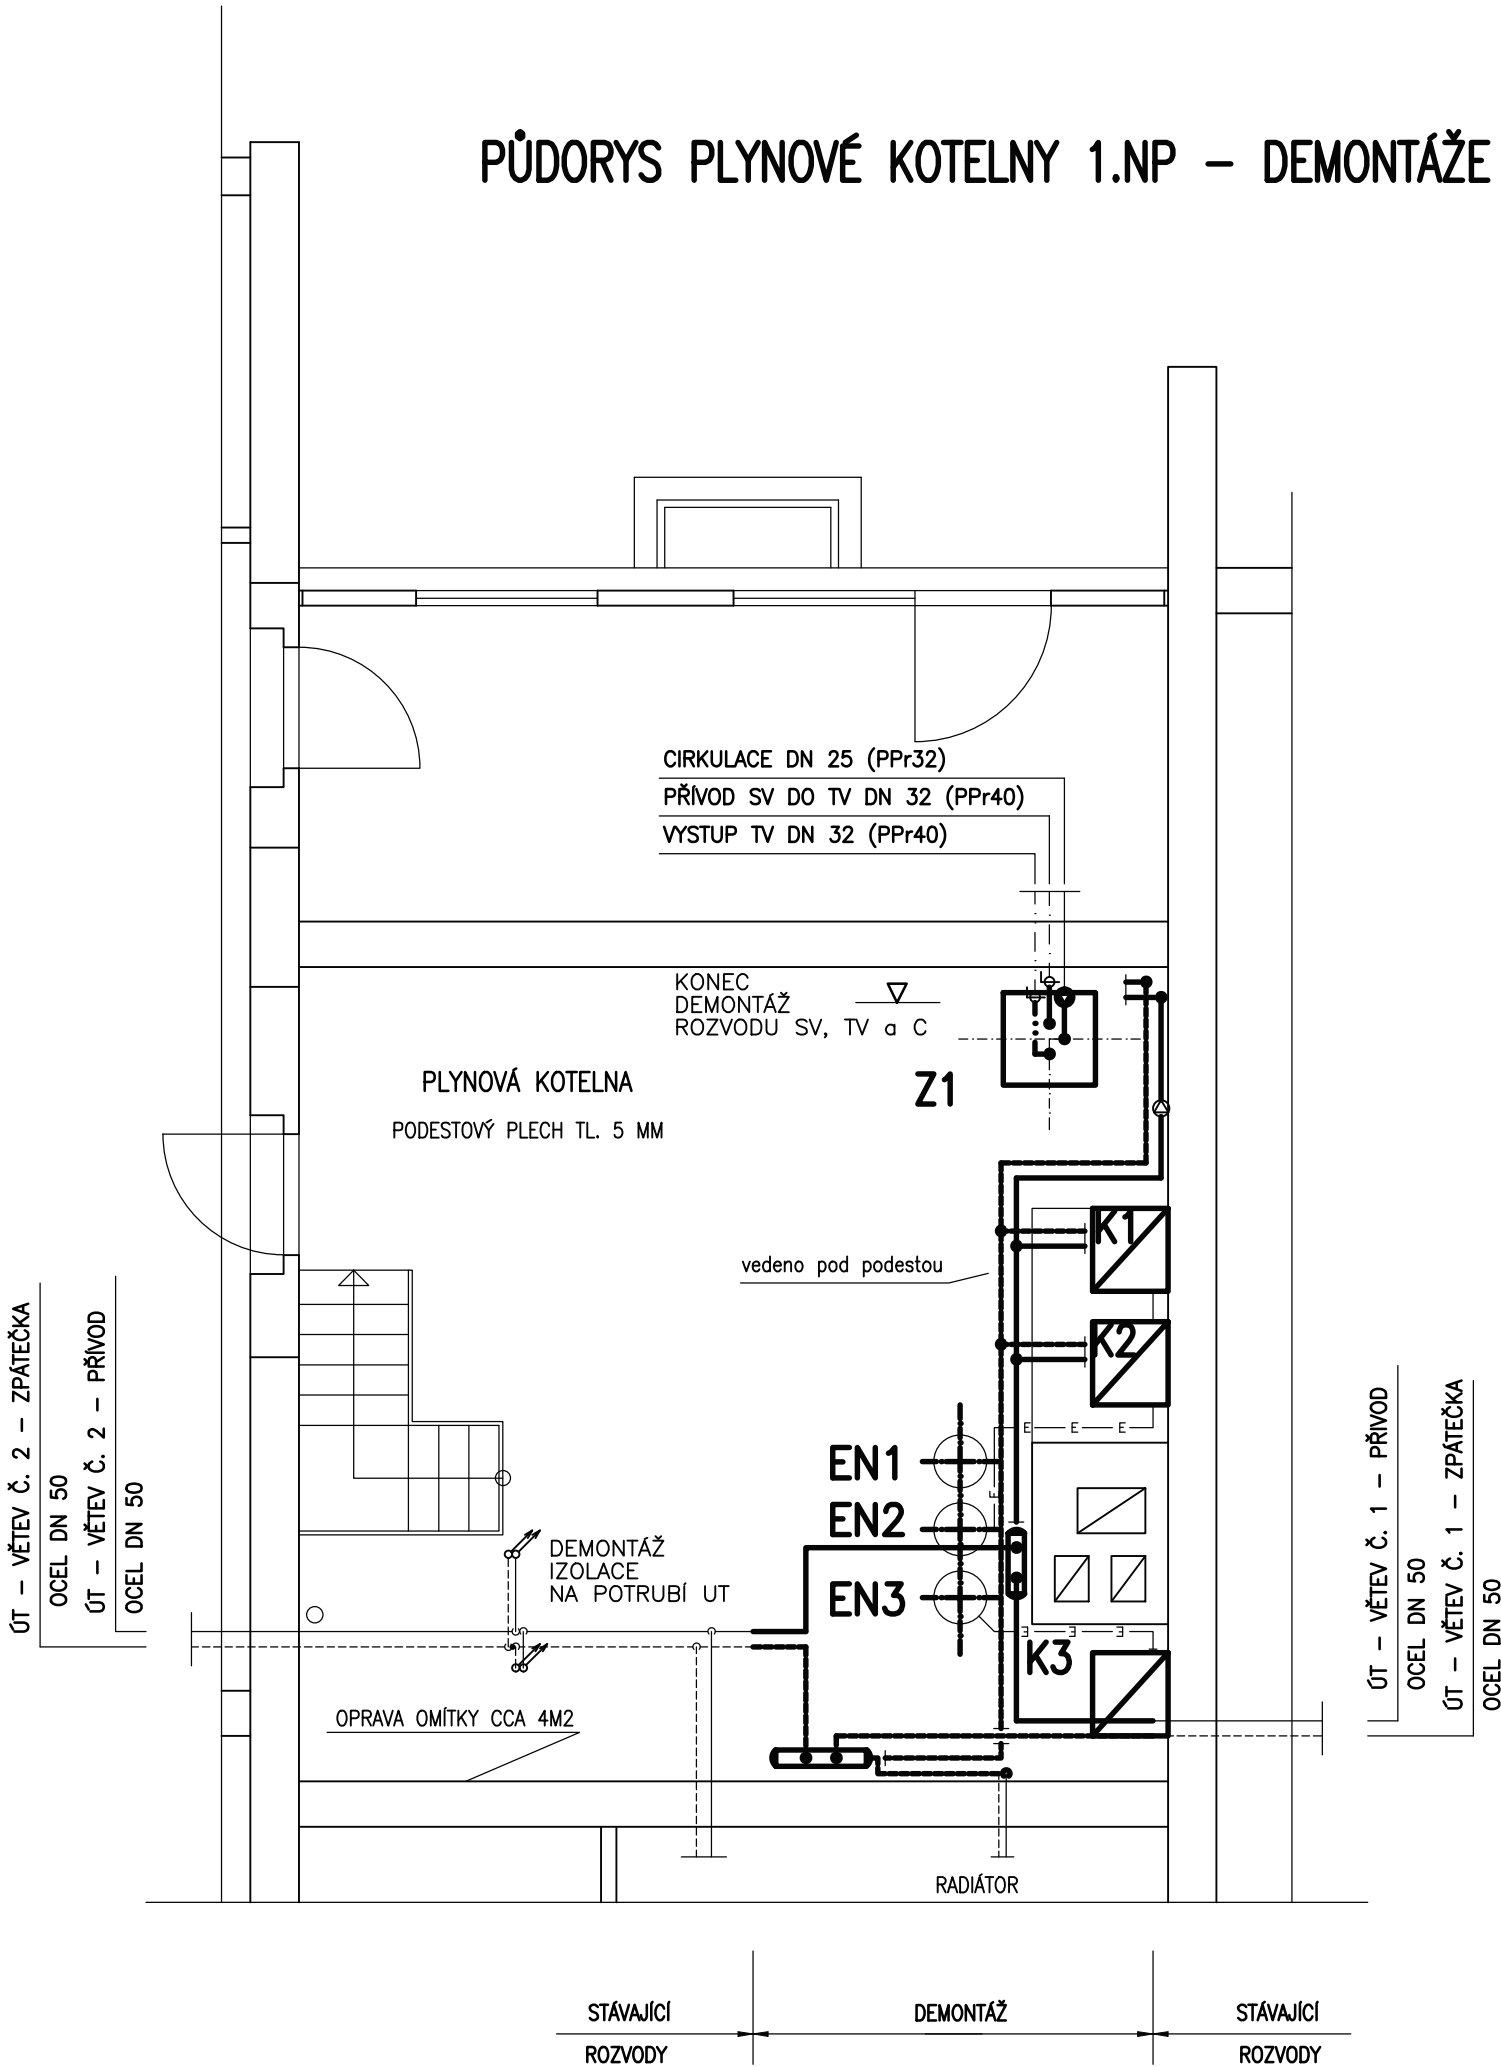 PŮDORYS PLYNOVÉ KOTELNY 1.NP – DEMONTÁŽE
CIRKULACE DN 25 (PPr32)
PŘÍVOD SV DO TV DN 32 (PPr40)
VYSTUP TV DN 32 (PPr40)
KONEC
DEMONTÁŽ
ROZVODU SV, TV a C
Z1
PLYNOVÁ KOTELNA
PODESTOVÝ PLECH TL. 5 MM
K1
vedeno pod podestou
K2
E E E
EN1
E
EN2
EN3
DEMONTÁŽ
IZOLACE
NA POTRUBÍ UT
E E E
K3
ÚT – VĚTEV Č. 2 – ZPÁTEČKA
OCEL DN 50
ÚT – VĚTEV Č. 2 – PŘÍVOD
OCEL DN 50
ÚT – VĚTEV Č. 1 – PŘÍVOD
OCEL DN 50
ÚT – VĚTEV Č. 1 – ZPÁTEČKA
OCEL DN 50
OPRAVA OMÍTKY CCA 4M2
RADIÁTOR
STÁVAJÍCÍ
ROZVODY
DEMONTÁŽ
STÁVAJÍCÍ
ROZVODY